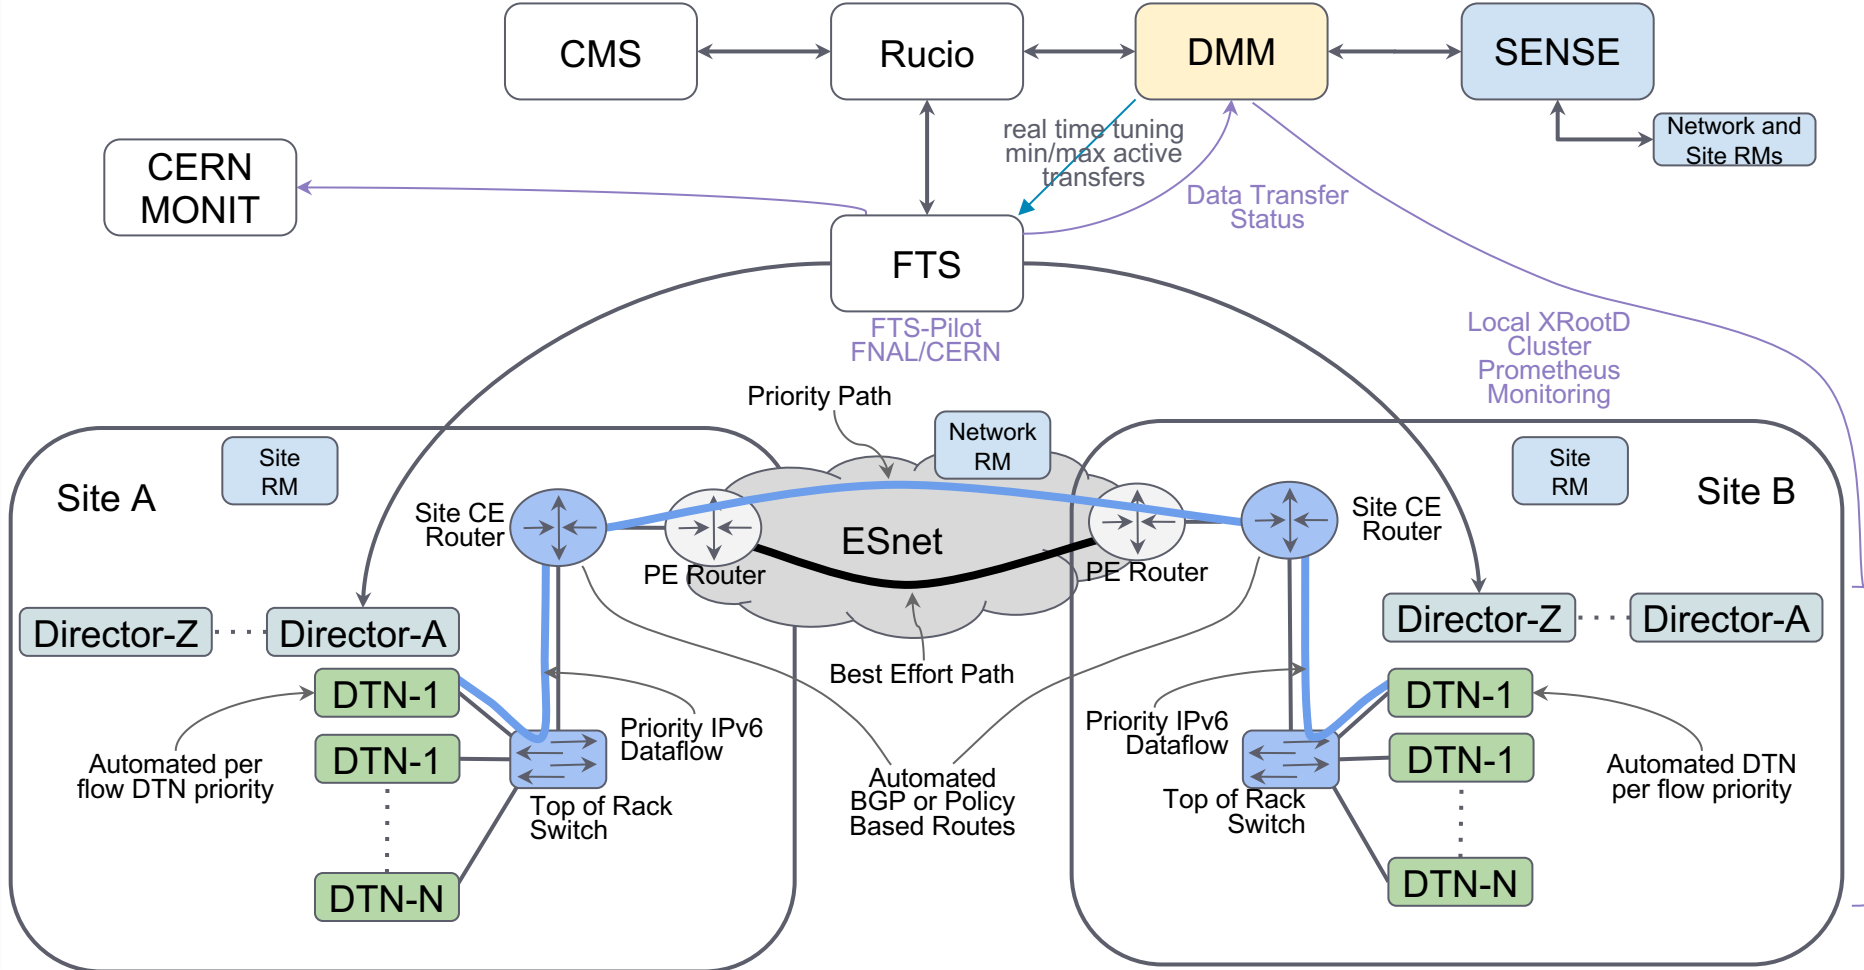 CMS
Rucio
DMM
SENSE
Network and
Site RMs
real time tuning
min/max active
transfers
CERN
MONIT
Data Transfer
Status
FTS
FTS-Pilot
FNAL/CERN
Local XRootD
Cluster
Prometheus
Monitoring
Priority Path
Network
RM
Site
RM
Site
RM
Site A
Site B
Site CE
Router
Site CE
Router
ESnet
PE Router
PE Router
Director-Z
Director-A
Director-Z
Director-A
Best Effort Path
DTN-1
DTN-1
Priority IPv6
Dataflow
Priority IPv6
Dataflow
DTN-1
DTN-1
Automated per
flow DTN priority
Automated
BGP or Policy
Based Routes
Automated DTN
per flow priority
Top of Rack
Switch
Top of Rack
Switch
DTN-N
DTN-N